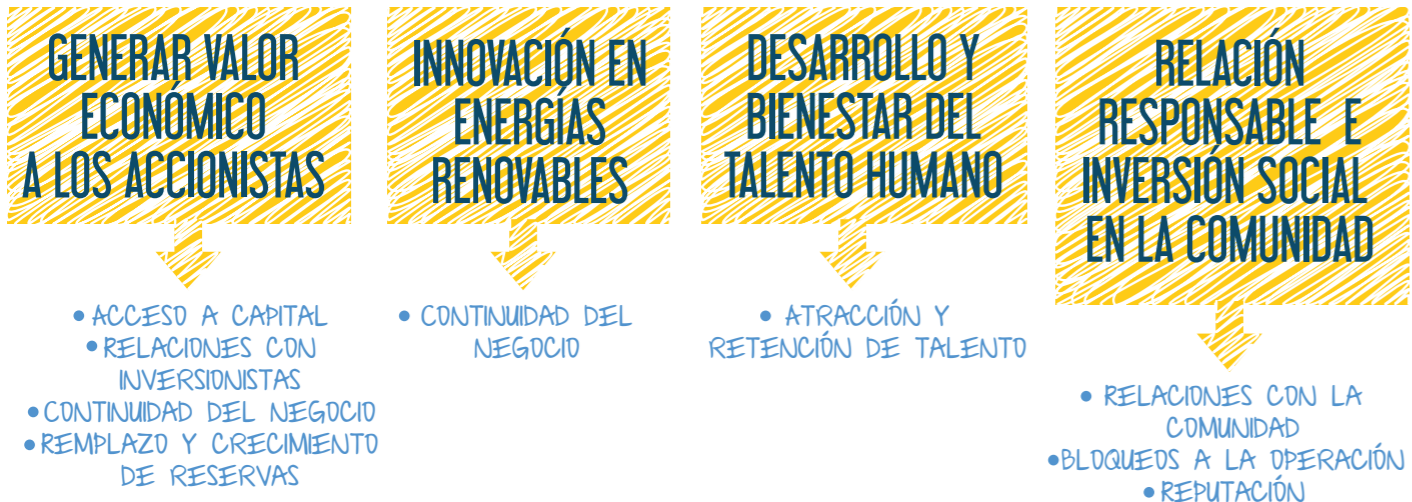 GENERAR VALOR
ECONÓMICO
A LOS ACCIONISTAS
• ACCESO A CAPITAL
• RELACIONES CON
INVERSIONISTAS
• CONTINUIDAD DEL NEGOCIO
• REMPLAZO Y CRECIMIENTO
DE RESERVAS
INNOVACIÓN EN
ENERGÍAS
RENOVABLES
• CONTINUIDAD DEL
NEGOCIO
DESARROLLO Y
BIENESTAR DEL
TALENTO HUMANO
• ATRACCIÓN Y
RETENCIÓN DE TALENTO
RELACIÓN
RESPONSABLE E
INVERSIÓN SOCIAL
EN LA COMUNIDAD
• RELACIONES CON LA
COMUNIDAD
• BLOQUEOS A LA OPERACIÓN
• REPUTACIÓN